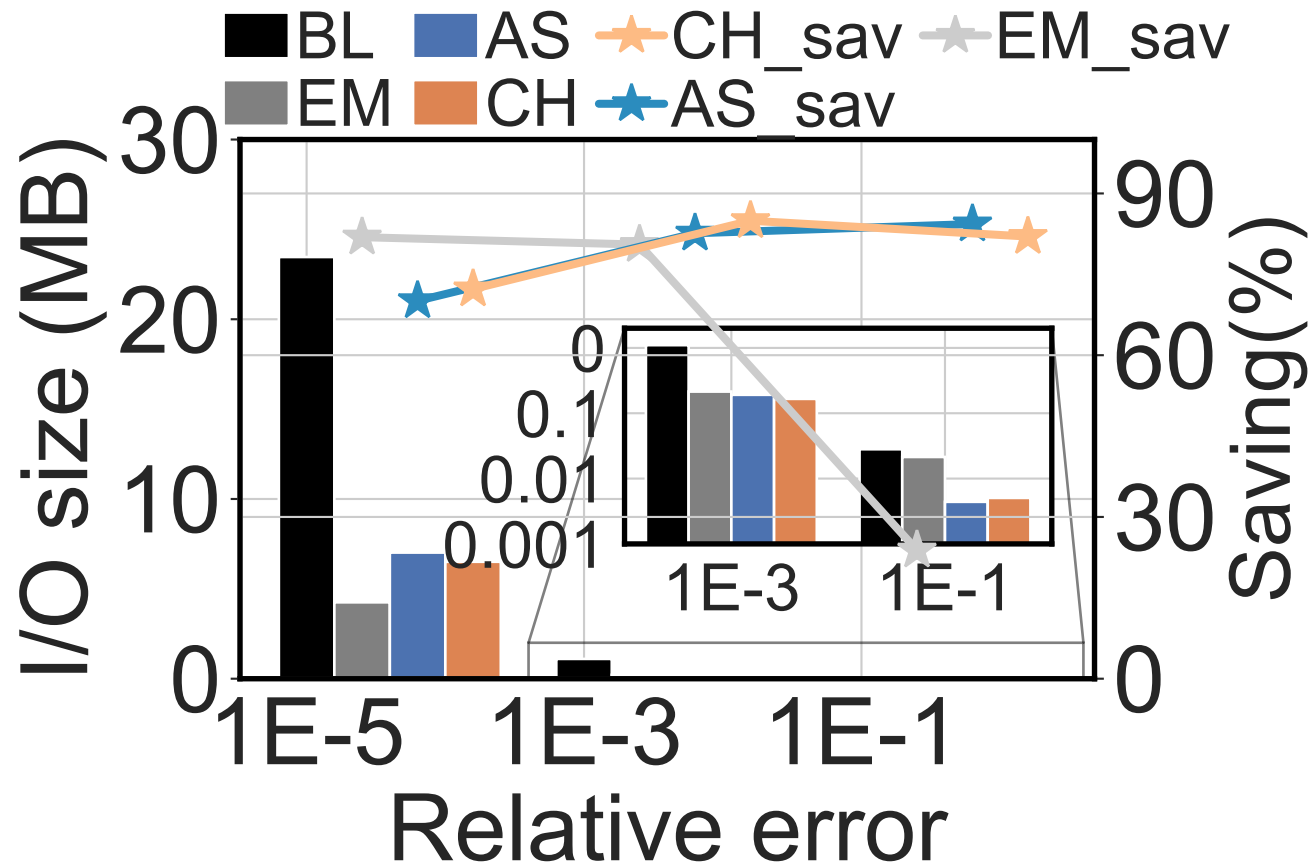 BL AS CH_sav EM_sav
EM CH AS_sav
30
20
10
0
I/O size (MB)
90
60
30
0
Saving(%)
0
0.1
0.01
0.001
1E-3 1E-1
1E-5 1E-3 1E-1
Relative error